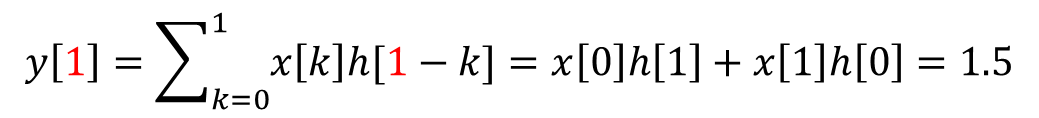 y[1] = ∑_{k=0}^{1} x[k]h[1 − k] = x[0]h[1] + x[1]h[0] = 1.5